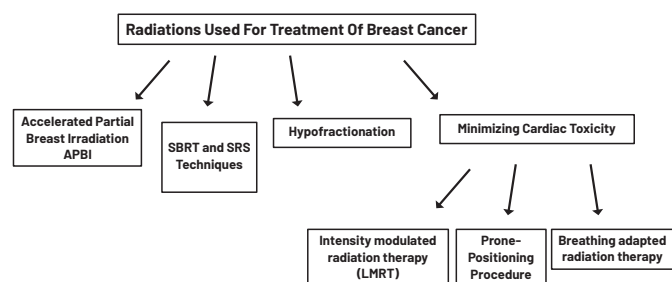 Radiations Used For Treatment Of Breast Cancer
Accelerated Partial
Breast Irradiation
APBI
SBRT and SRS
Techniques
Hypofractionation
Minimizing Cardiac Toxicity
Intensity modulated
radiation therapy
(LMRT)
Prone-
Positioning
Procedure
Breathing adapted
radiation therapy